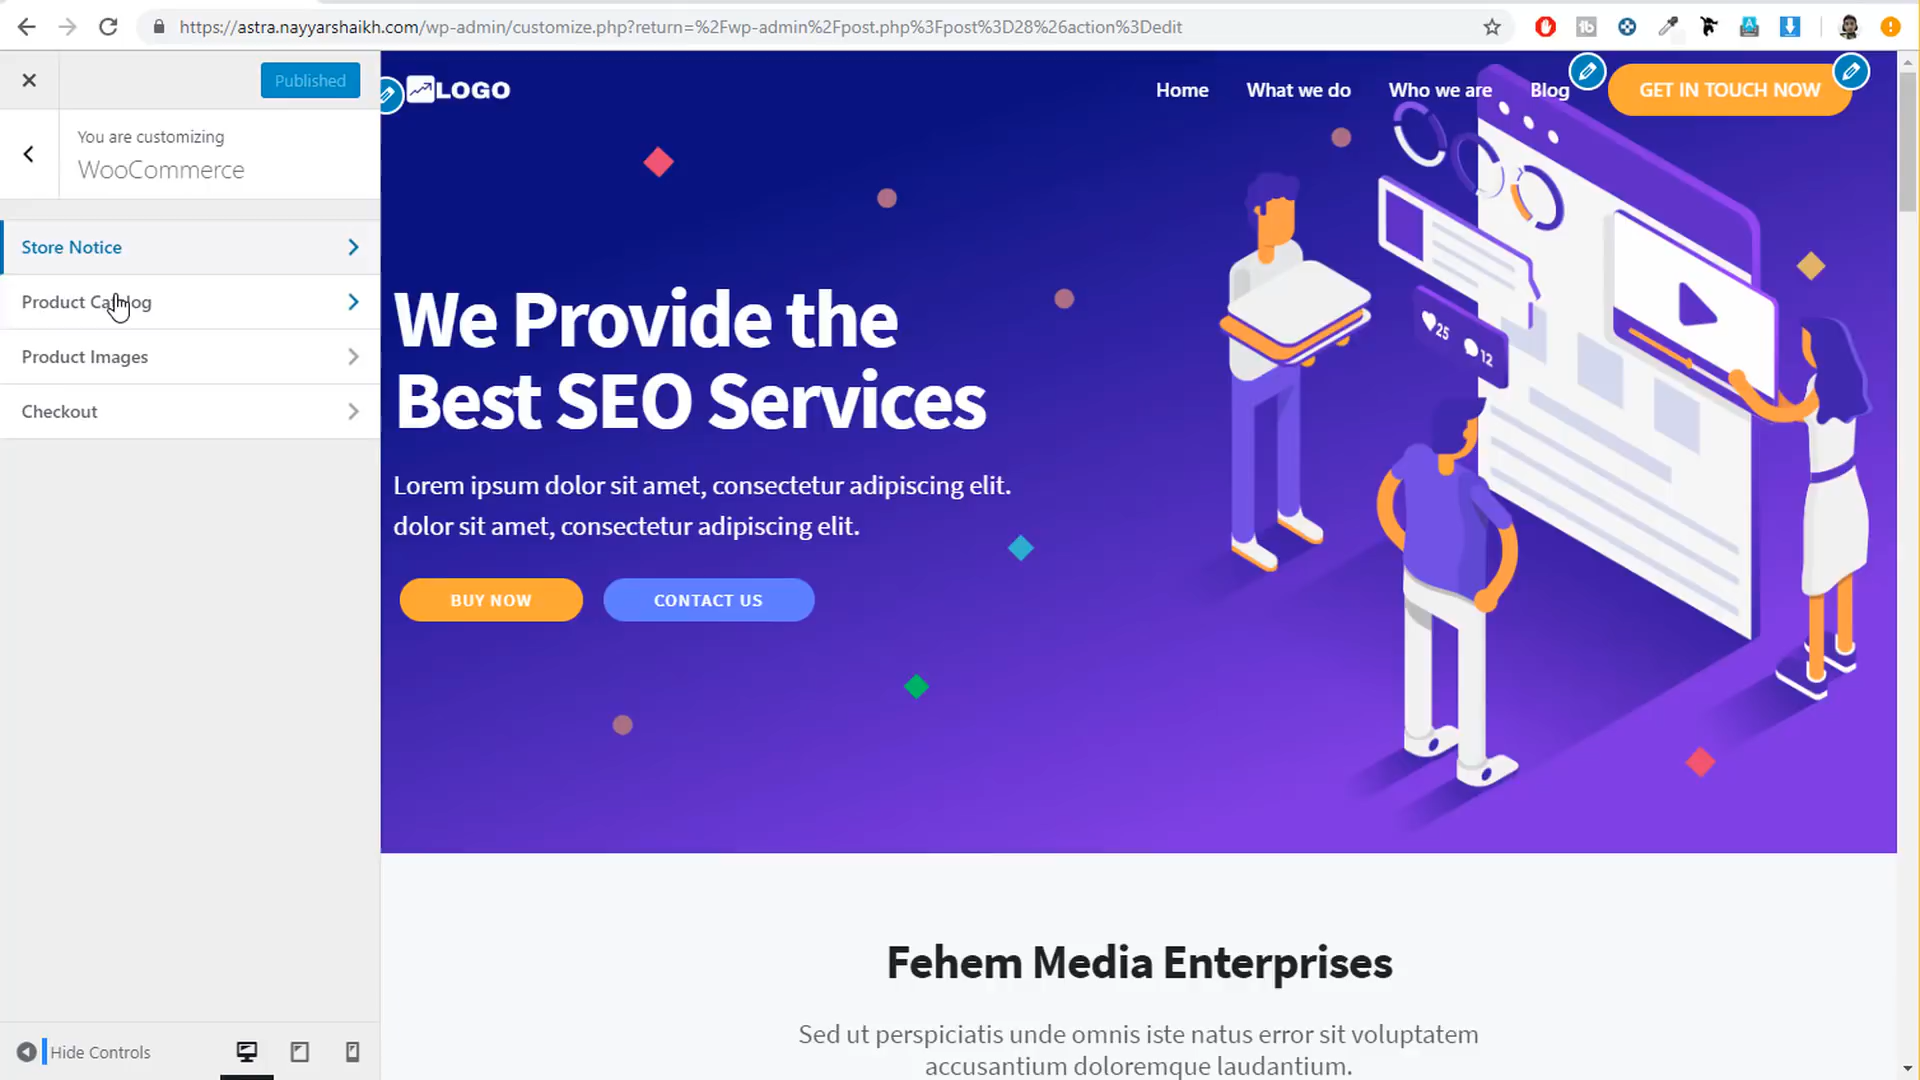 https://astra.nayyarshaikh.com/wp-admin/customize.php?return=%2Fwp-admin%2Fpost.php%3Fpost%3D28%26action%3Dedit
Published
You are customizing
WooCommerce
Store Notice
Product Catalog
Product Images
Checkout
Hide Controls
LOGO
Home
What we do
Who we are
Blog
GET IN TOUCH NOW
We Provide the
Best SEO Services
Lorem ipsum dolor sit amet, consectetur adipiscing elit.
dolor sit amet, consectetur adipiscing elit.
BUY NOW
CONTACT US
25
12
Fehem Media Enterprises
Sed ut perspiciatis unde omnis iste natus error sit voluptatem
accusantium doloremque laudantium.